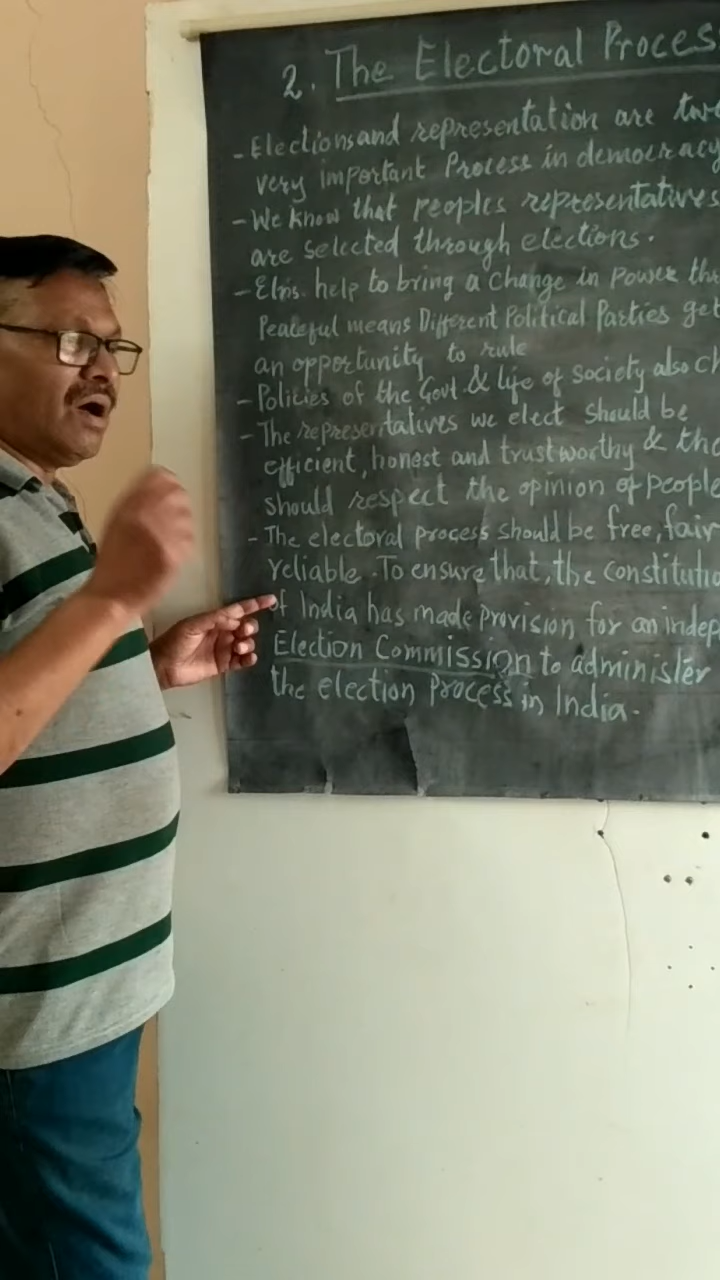 2. The Electoral Proces
- Elections and representation are tw
very important Process in democracy
- We know that peoples representatives
are selected through elections.
- Elns. help to bring a change in Power th
Peaceful means Different Political Parties get
an opportunity to rule
- Policies of the Govt & life of society also ch
- The representatives we elect should be
efficient, honest and trustworthy & the
should respect the opinion of people
- The electoral process should be free, fair
reliable. To ensure that, the constitutio
of India has made provision for an indep
Election Commission to administer
the election Process in India.